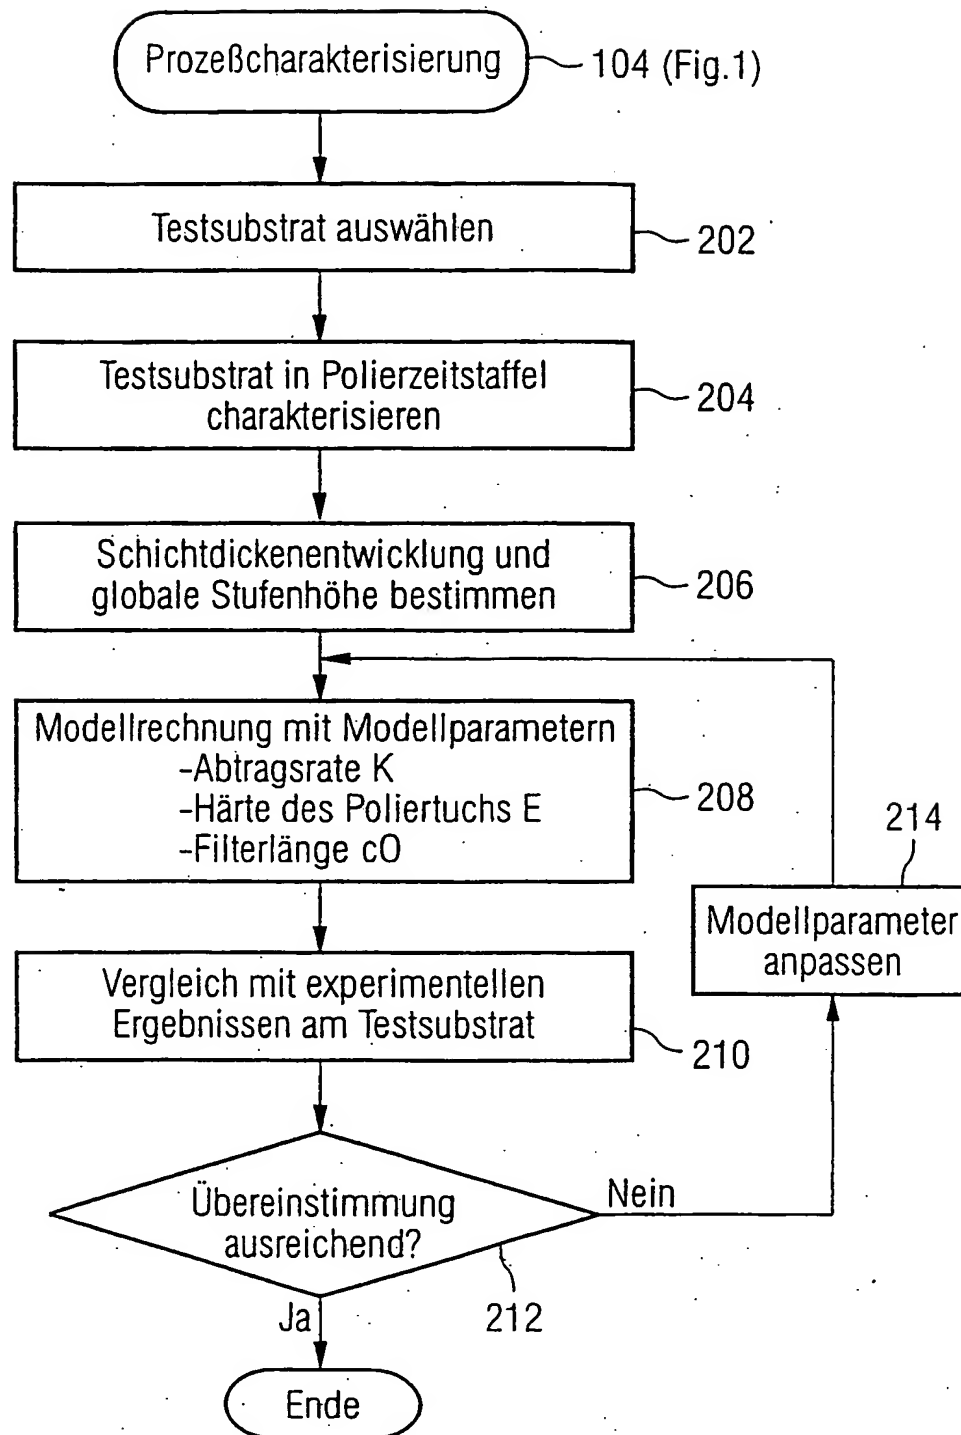 Prozeßcharakterisierung
104 (Fig.1)
Testsubstrat auswählen
202
Testsubstrat in Polierzeitstaffel
charakterisieren
204
Schichtdickenentwicklung und
globale Stufenhöhe bestimmen
206
Modellrechnung mit Modellparametern
-Abtragsrate K
-Härte des Poliertuchs E
-Filterlänge cO
208
214
Modellparameter
anpassen
Vergleich mit experimentellen
Ergebnissen am Testsubstrat
210
Übereinstimmung
ausreichend?
Nein
212
Ja
Ende